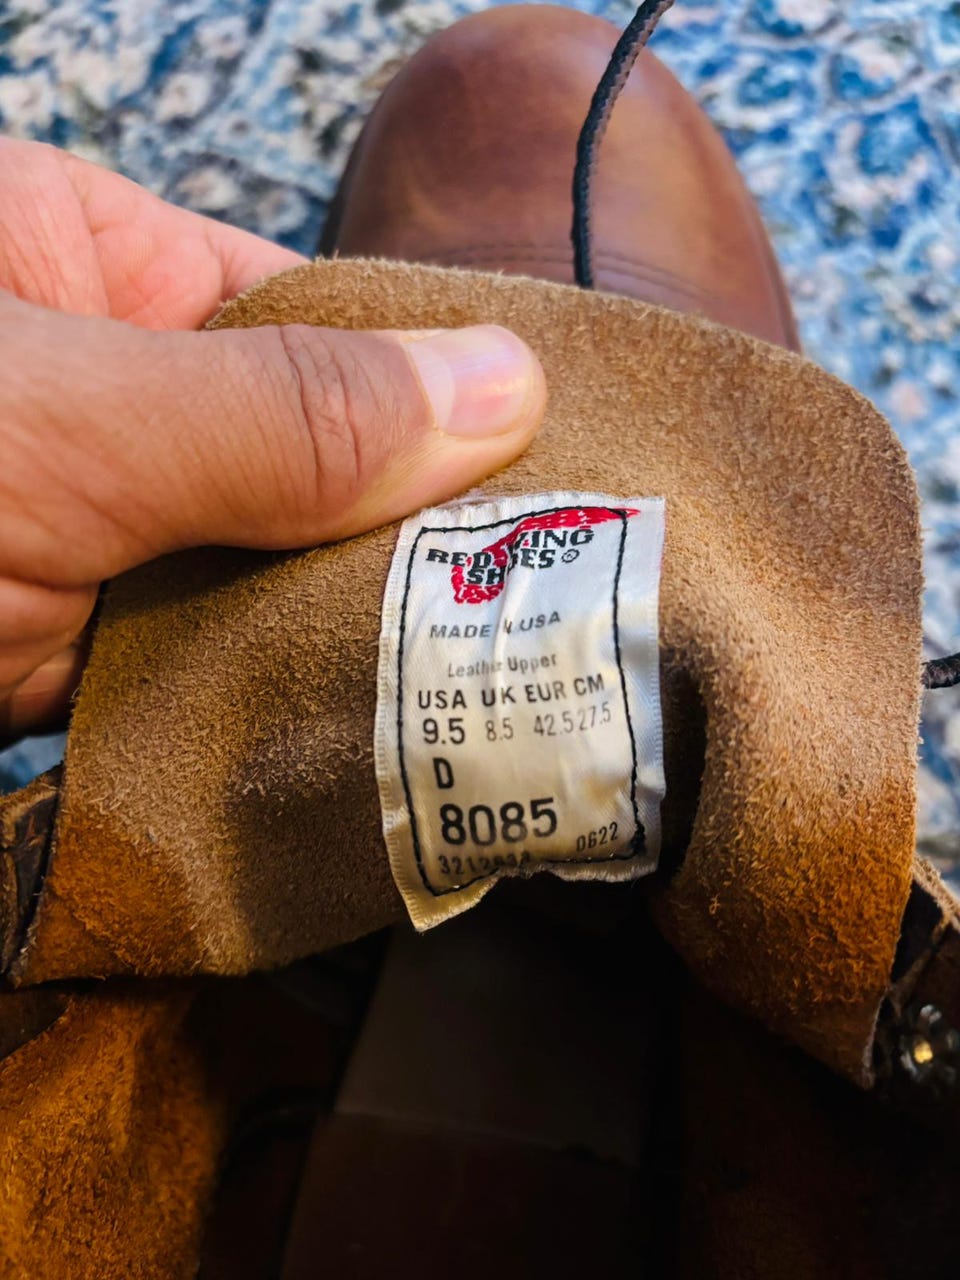 RED WING
SHOES
MADE IN USA
Leather Upper
USA UK EUR CM
9.5 8.5 42.5 27.5
D
8085
0622